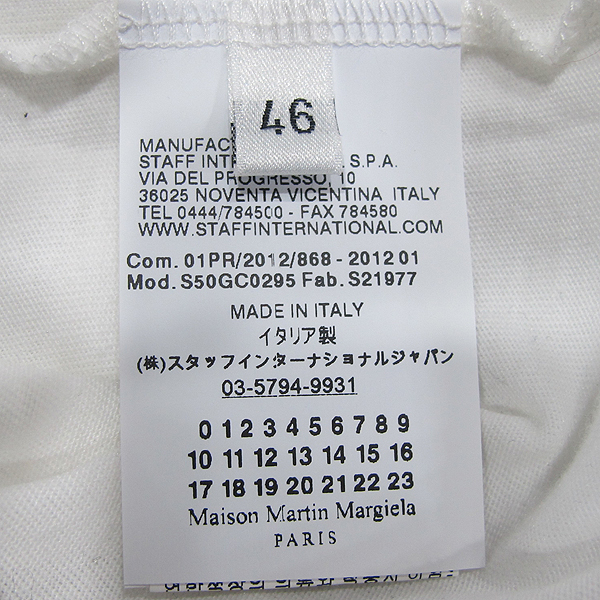 46
MANUFAC
STAFF INT S.P.A.
VIA DEL PROGRESSO, 10
36025 NOVENTA VICENTINA ITALY
TEL 0444/784500 - FAX 784580
WWW.STAFFINTERNATIONAL.COM
Com. 01PR/2012/868 - 2012 01
Mod. S50GC0295 Fab. S21977
MADE IN ITALY
イタリア製
(株)スタッフインターナショナルジャパン
03-5794-9931
0 1 2 3 4 5 6 7 8 9
10 11 12 13 14 15 16
17 18 19 20 21 22 23
Maison Martin Margiela
PARIS